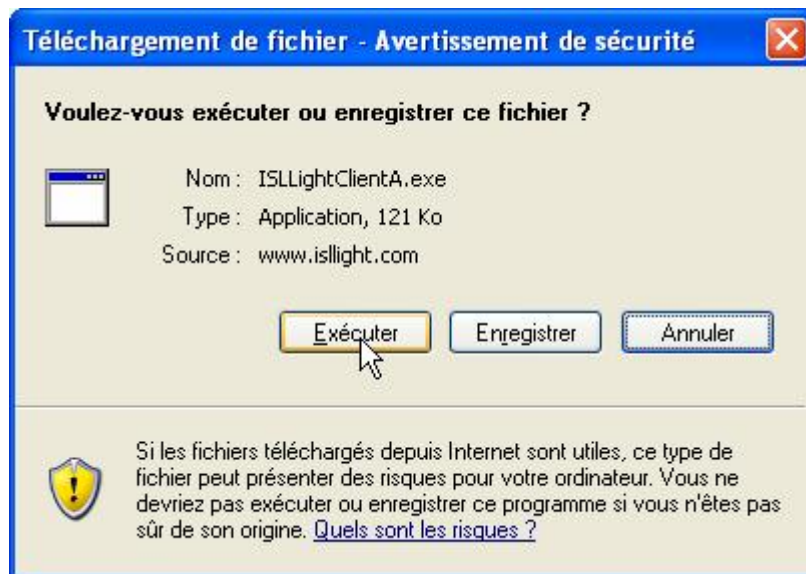 Téléchargement de fichier - Avertissement de sécurité
Voulez-vous exécuter ou enregistrer ce fichier ?
Nom : ISLLightClientA.exe
Type : Application, 121 Ko
Source : www.isllight.com
Exécuter Enregistrer Annuler
Si les fichiers téléchargés depuis Internet sont utiles, ce type de
fichier peut présenter des risques pour votre ordinateur. Vous ne
devriez pas exécuter ou enregistrer ce programme si vous n'êtes pas
sûr de son origine. Quels sont les risques ?